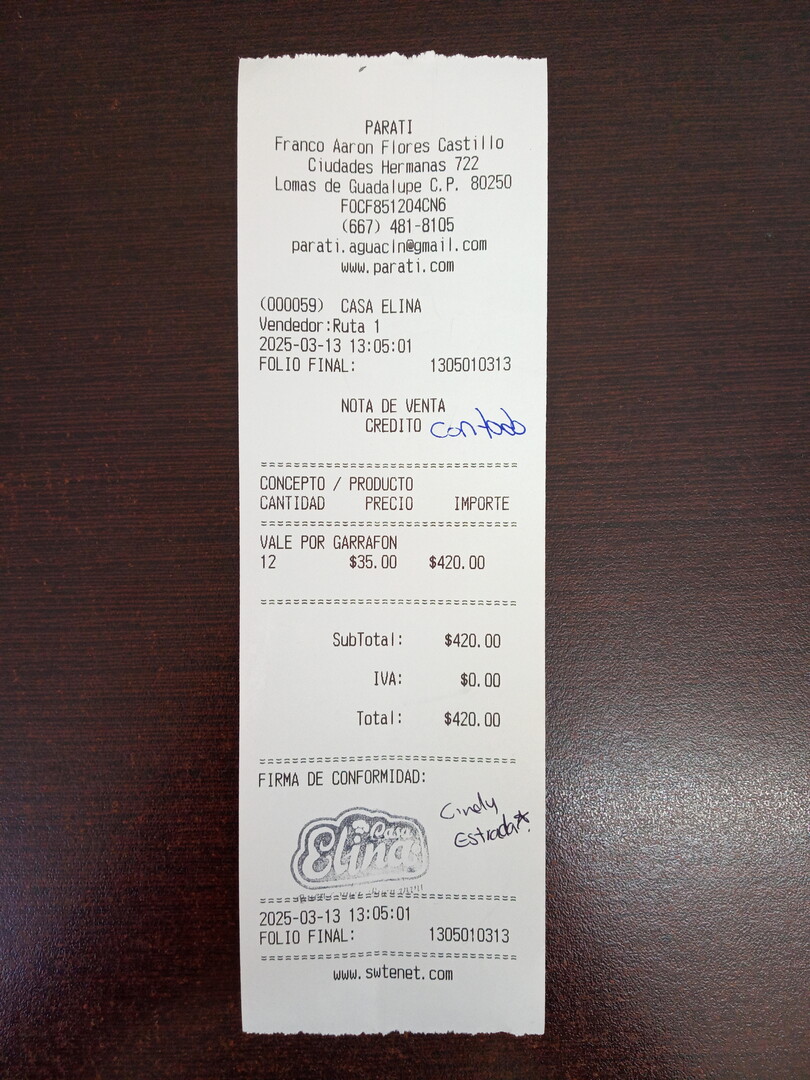 PARATI
Franco Aaron Flores Castillo
Ciudades Hermanas 722
Lomas de Guadalupe C.P. 80250
FOCF851204CN6
(667) 481-8105
parati.aguacln@gmail.com
www.parati.com
(000059) CASA ELINA
Vendedor:Ruta 1
2025-03-13 13:05:01
FOLIO FINAL: 1305010313
NOTA DE VENTA
CREDITO contado
CONCEPTO / PRODUCTO
CANTIDAD PRECIO IMPORTE
VALE POR GARRAFON
12 $35.00 $420.00
SubTotal: $420.00
IVA: $0.00
Total: $420.00
FIRMA DE CONFORMIDAD:
Cindy
Estrada
Casa
Elina
2025-03-13 13:05:01
FOLIO FINAL: 1305010313
www.swtenet.com